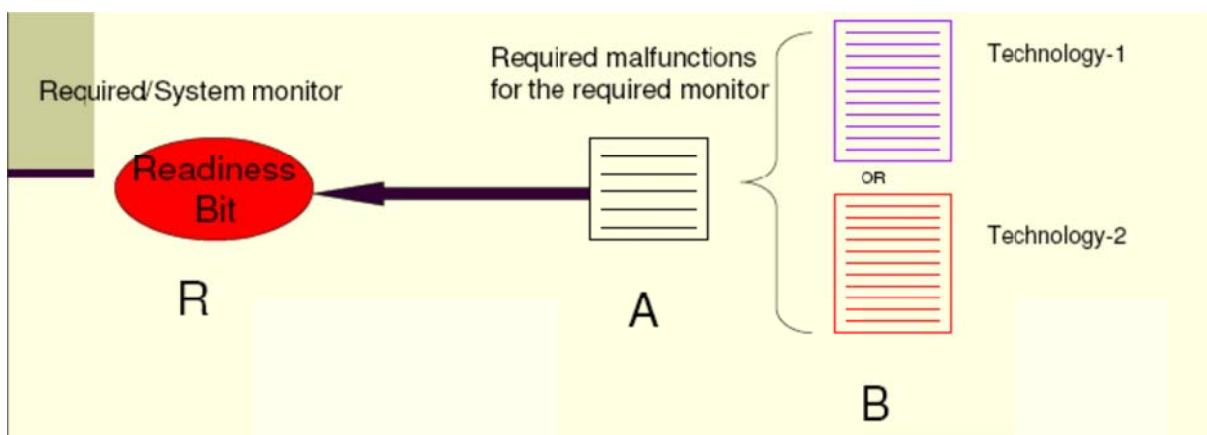 Required/System monitor
Readiness
Bit
R
Required malfunctions
for the required monitor
A
Technology-1
OR
Technology-2
B